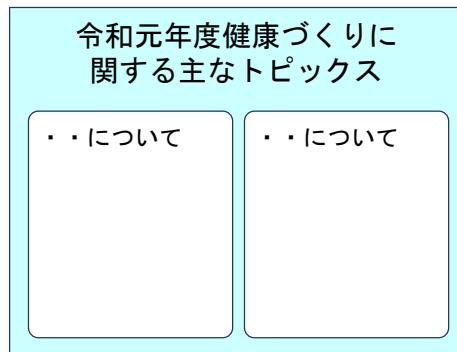 令和元年度健康づくりに
関する主なトピックス
・・について
・・について